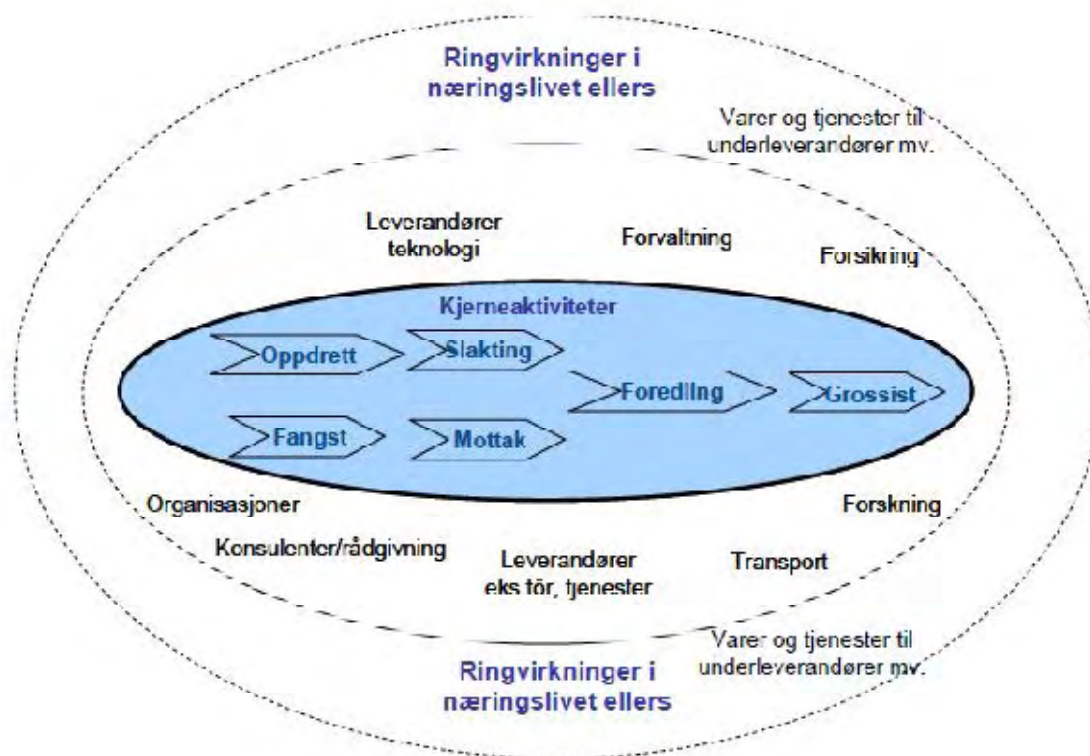 Ringvirkninger i
næringslivet ellers
Varer og tjenester til
underleverandører mv.
Leverandører
teknologi
Forvaltning
Forsikring
Kjerneaktiviteter
Oppdrett
Slakting
Foredling
Grossist
Fangst
Mottak
Organisasjoner
Forskning
Konsulenter/rådgivning
Leverandører
eks fôr, tjenester
Transport
Varer og tjenester til
underleverandører mv.
Ringvirkninger i
næringslivet ellers